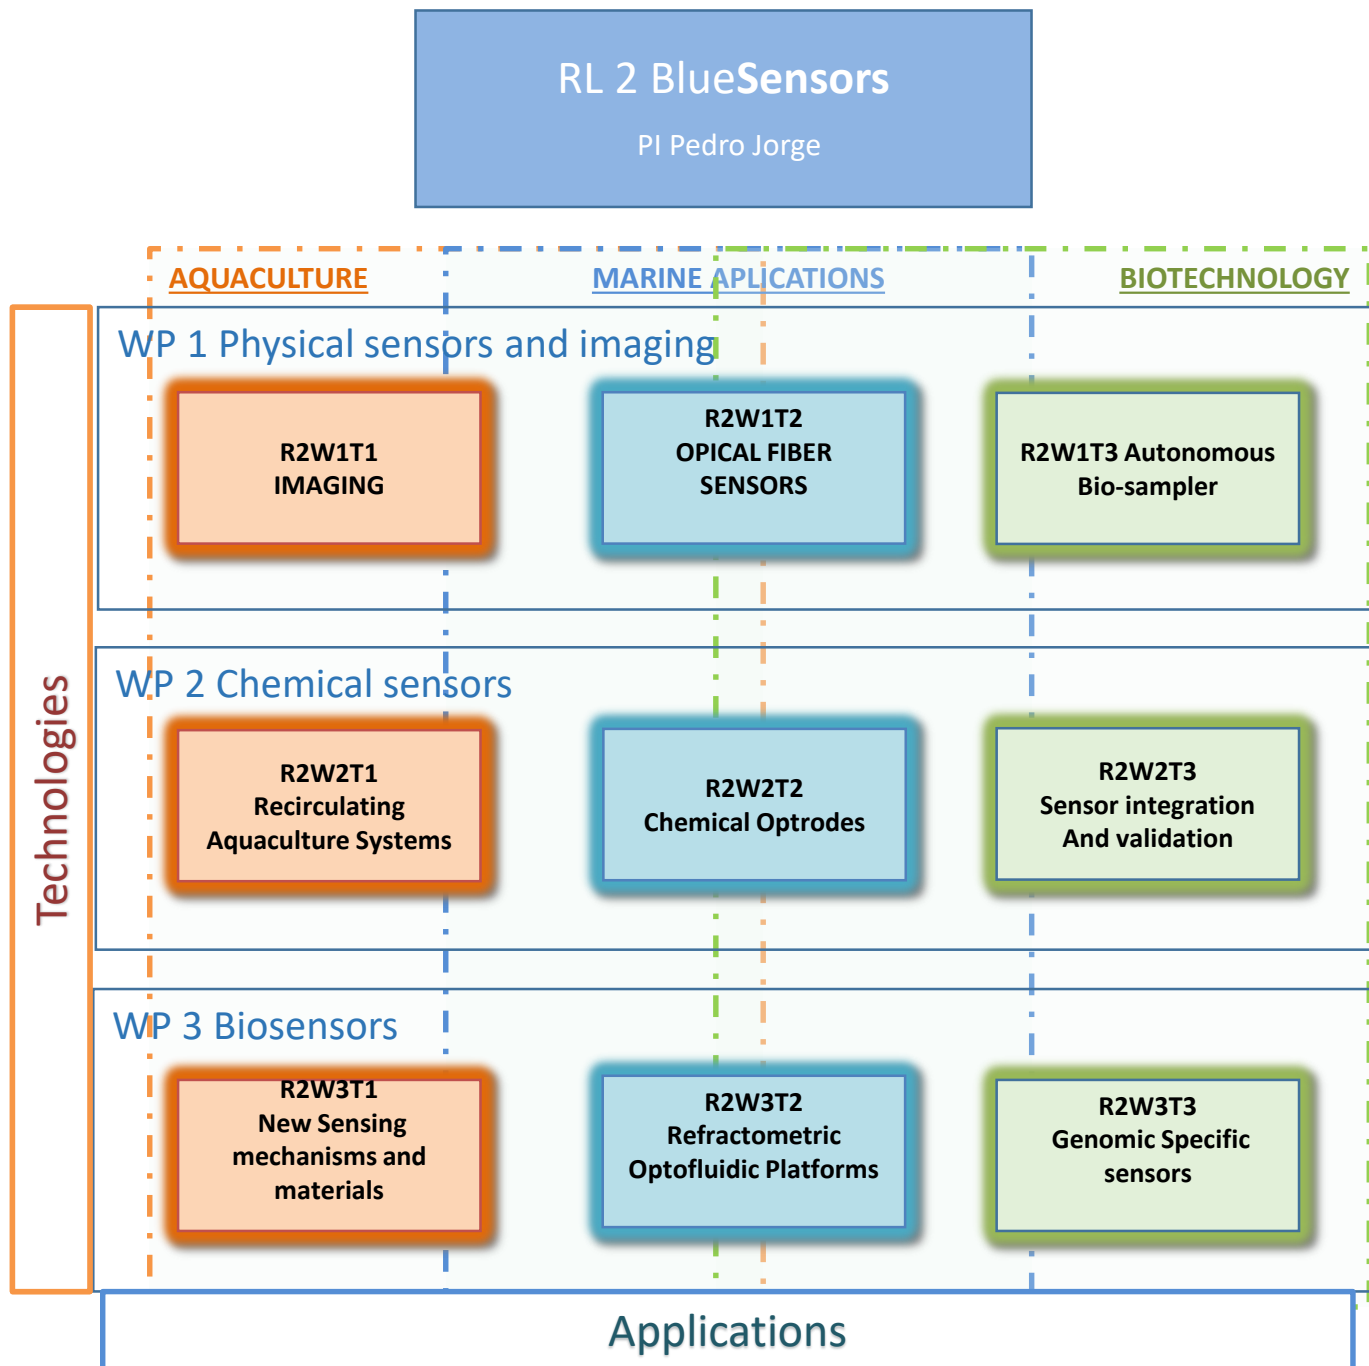 RL 2 BlueSensors
PI Pedro Jorge
AQUACULTURE
MARINE APLICATIONS
BIOTECHNOLOGY
Technologies
WP 1 Physical sensors and imaging
R2W1T1
IMAGING
R2W1T2
OPICAL FIBER
SENSORS
R2W1T3 Autonomous
Bio-sampler
WP 2 Chemical sensors
R2W2T1
Recirculating
Aquaculture Systems
R2W2T2
Chemical Optrodes
R2W2T3
Sensor integration
And validation
WP 3 Biosensors
R2W3T1
New Sensing
mechanisms and
materials
R2W3T2
Refractometric
Optofluidic Platforms
R2W3T3
Genomic Specific
sensors
Applications